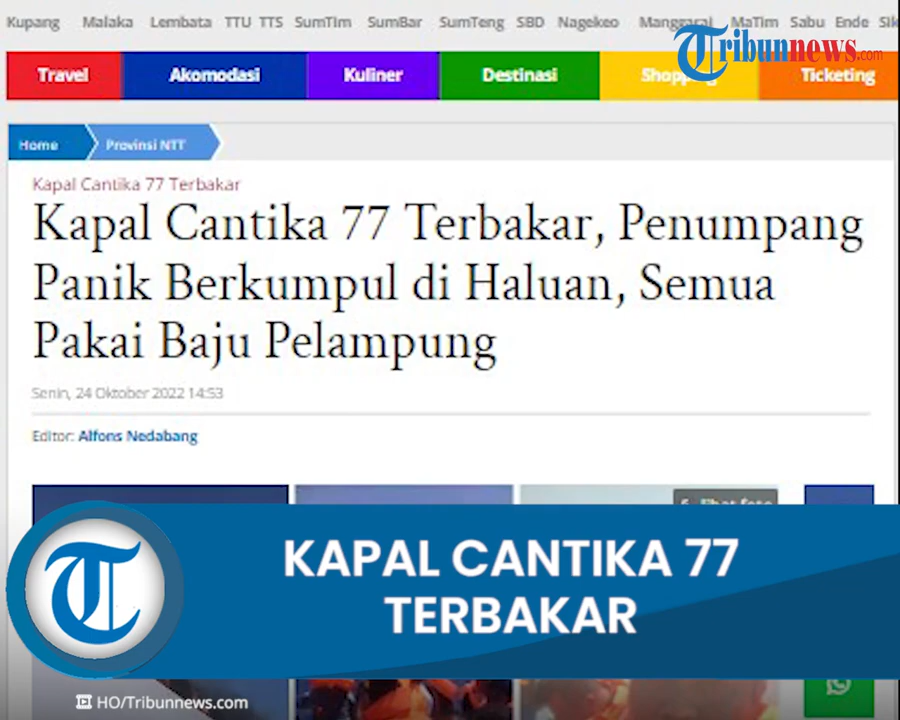 Kupang Malaka Lembata TTU TTS SumTim SumBar SumTeng SBD Nagekeo Manggarai MaTim Sabu Ende
Tribunnews.com
Travel Akomodasi Kuliner Destinasi Shopping Ticketing
Home Provinsi NTT
Kapal Cantika 77 Terbakar
Kapal Cantika 77 Terbakar, Penumpang
Panik Berkumpul di Haluan, Semua
Pakai Baju Pelampung
Senin, 24 Oktober 2022 14:53
Editor: Alfons Nedabang
KAPAL CANTIKA 77
TERBAKAR
HO/Tribunnews.com